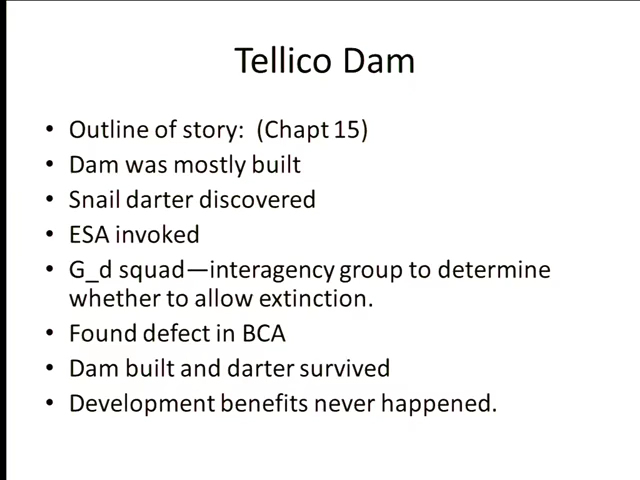 Tellico Dam
• Outline of story:  (Chapt 15)
• Dam was mostly built
• Snail darter discovered
• ESA invoked
• G_d squad—interagency group to determine
whether to allow extinction.
• Found defect in BCA
• Dam built and darter survived
• Development benefits never happened.